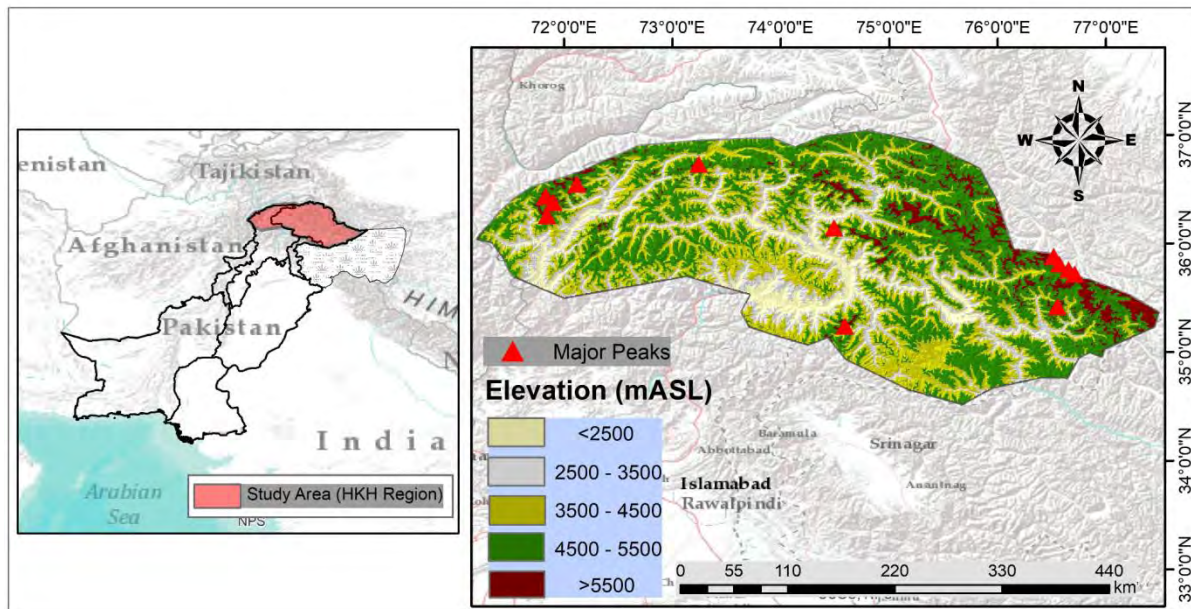 72°0'0"E 73°0'0"E 74°0'0"E 75°0'0"E 76°0'0"E 77°0'0"E
Khorog
N
W E
S
37°0'0"N
36°0'0"N
35°0'0"N
34°0'0"N
33°0'0"N
enistan
Tajikistan
Afghanistan
HIM
Pakistan
N
India
Arabian
Sea
Study Area (HKH Region)
NPS
Major Peaks
Elevation (mASL)
<2500
2500 - 3500
3500 - 4500
4500 - 5500
>5500
Baramula
Srinagar
Abbottabad
Anantnag
Islamabad
Rawalpindi
0 55 110 220 330 440
km